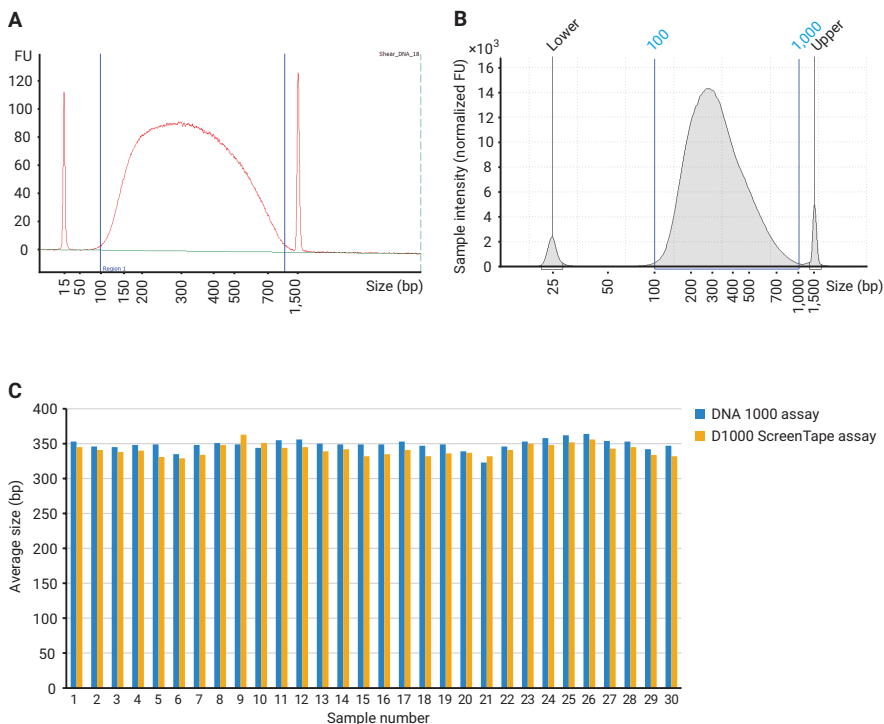 A
FU
Shear_DNA_18
120
100
80
60
40
20
0
Region 1
15 50 100 150 200 300 400 500 700 1,500 Size (bp)
B
Lower 100 1,000 Upper
×10³
Sample intensity (normalized FU)
16
14
12
10
8
6
4
2
0
25 50 100 200 300 400 500 700 1,000 1,500 Size (bp)
C
DNA 1000 assay
D1000 ScreenTape assay
Average size (bp)
400
350
300
250
200
150
100
50
0
1 2 3 4 5 6 7 8 9 10 11 12 13 14 15 16 17 18 19 20 21 22 23 24 25 26 27 28 29 30
Sample number